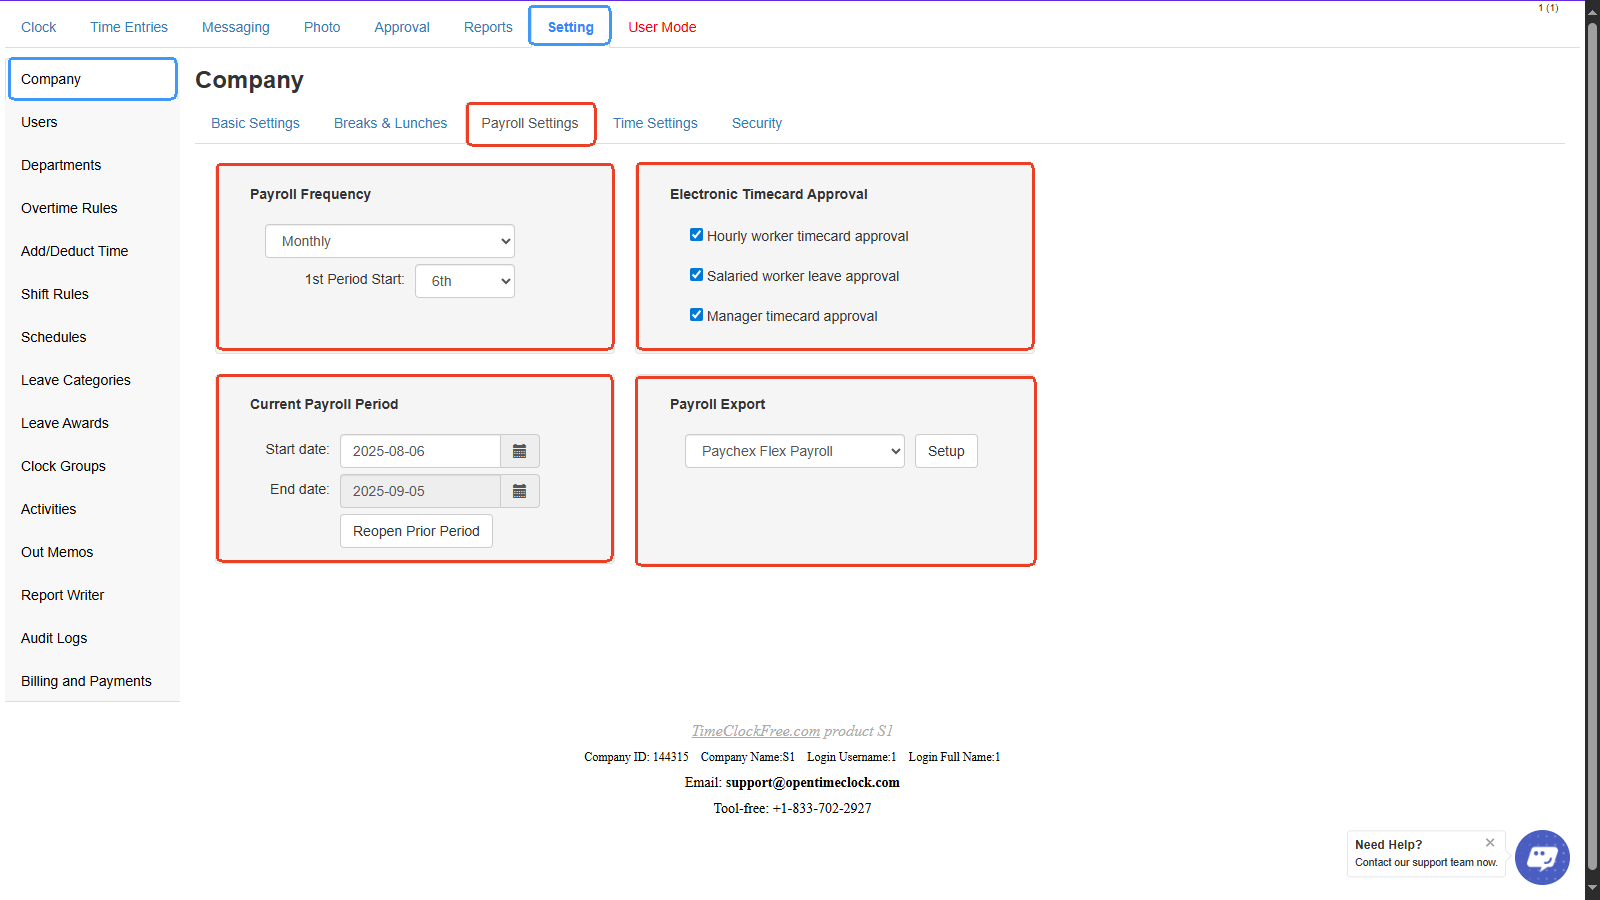 1 (1)
Clock Time Entries Messaging Photo Approval Reports Setting User Mode
Company
Users
Departments
Overtime Rules
Add/Deduct Time
Shift Rules
Schedules
Leave Categories
Leave Awards
Clock Groups
Activities
Out Memos
Report Writer
Audit Logs
Billing and Payments
Company
Basic Settings Breaks & Lunches Payroll Settings Time Settings Security
Payroll Frequency
Monthly
1st Period Start: 6th
Electronic Timecard Approval
Hourly worker timecard approval
Salaried worker leave approval
Manager timecard approval
Current Payroll Period
Start date: 2025-08-06
End date: 2025-09-05
Reopen Prior Period
Payroll Export
Paychex Flex Payroll Setup
TimeClockFree.com product S1
Company ID: 144315 Company Name:S1 Login Username:1 Login Full Name:1
Email: support@opentimeclock.com
Tool-free: +1-833-702-2927
Need Help?
Contact our support team now.